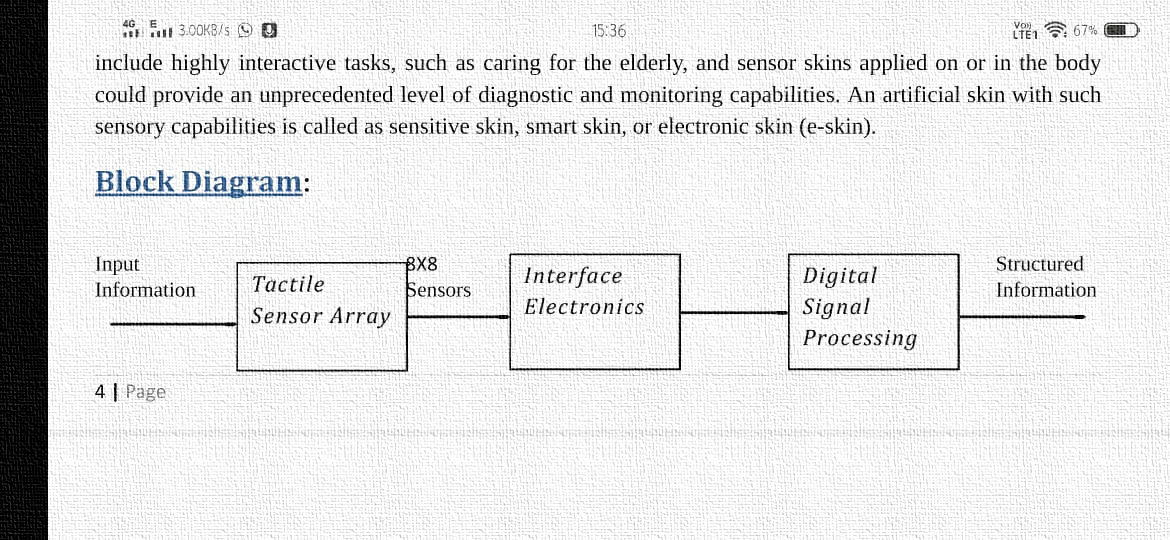 4G E 3.00KB/s 15:36 Vo)) LTE1 67%
include highly interactive tasks, such as caring for the elderly, and sensor skins applied on or in the body
could provide an unprecedented level of diagnostic and monitoring capabilities. An artificial skin with such
sensory capabilities is called as sensitive skin, smart skin, or electronic skin (e-skin).
Block Diagram:
Input
Information
Tactile
Sensor Array
8X8
Sensors
Interface
Electronics
Digital
Signal
Processing
Structured
Information
4 | Page